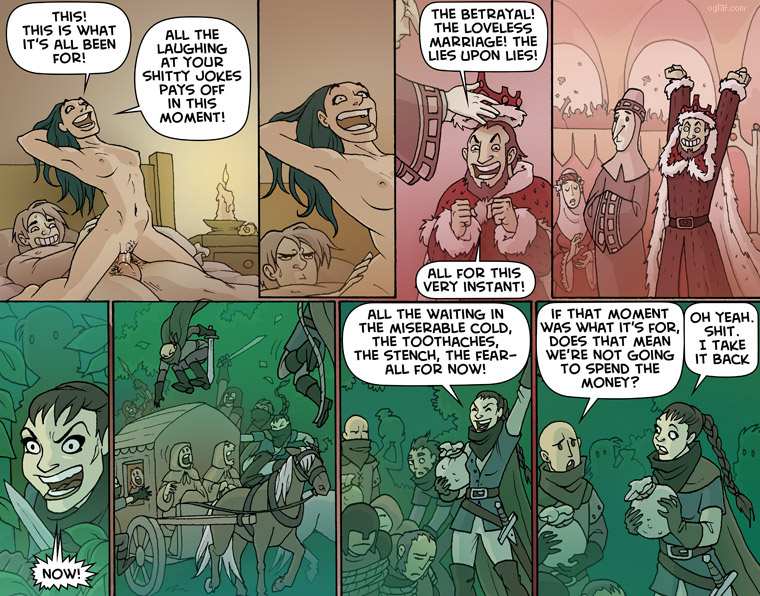 THIS!
THIS IS WHAT
IT'S ALL BEEN
FOR!
ALL THE
LAUGHING
AT YOUR
SHITTY JOKES
PAYS OFF
IN THIS
MOMENT!
THE BETRAYAL!
THE LOVELESS
MARRIAGE! THE
LIES UPON LIES!
ALL FOR THIS
VERY INSTANT!
oglaf.com
NOW!
ALL THE WAITING IN
THE MISERABLE COLD,
THE TOOTHACHES,
THE STENCH, THE FEAR-
ALL FOR NOW!
IF THAT MOMENT
WAS WHAT IT'S FOR,
DOES THAT MEAN
WE'RE NOT GOING
TO SPEND THE
MONEY?
OH YEAH.
SHIT.
I TAKE
IT BACK